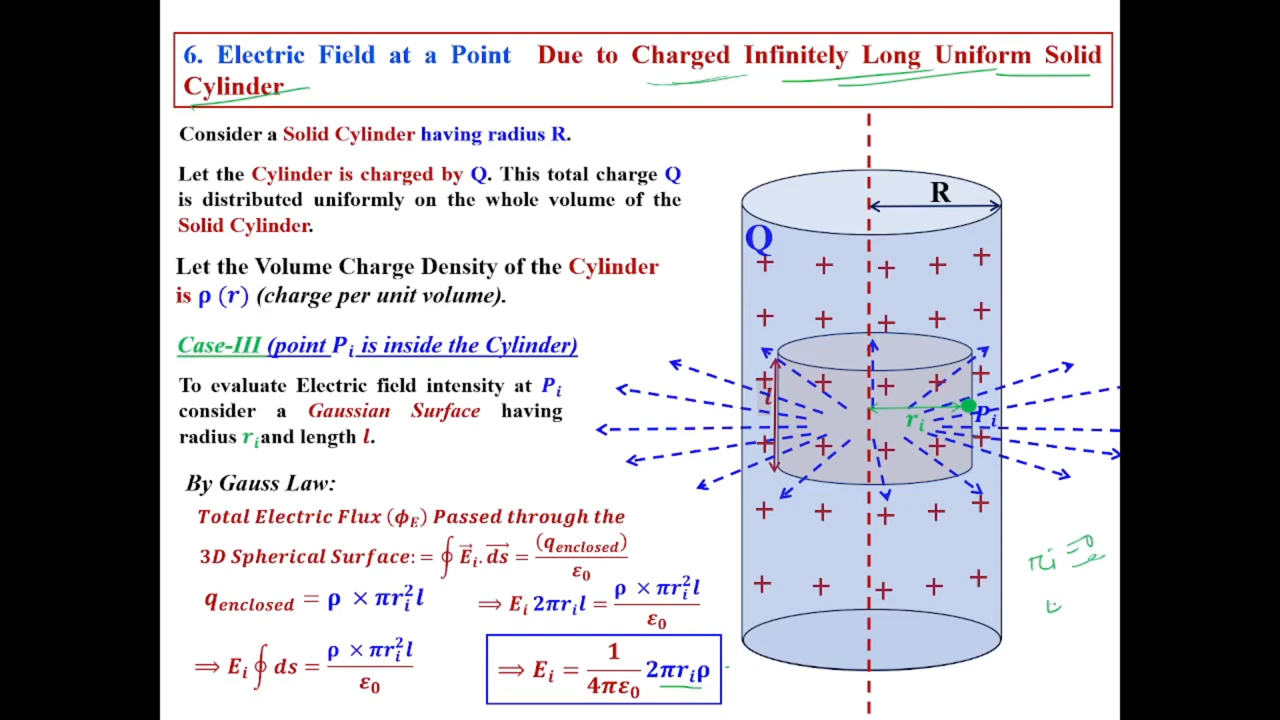 6. Electric Field at a Point Due to Charged Infinitely Long Uniform Solid
Cylinder
Consider a Solid Cylinder having radius R.
Let the Cylinder is charged by Q. This total charge Q
is distributed uniformly on the whole volume of the
Solid Cylinder.
Let the Volume Charge Density of the Cylinder
is ρ (r) (charge per unit volume).
Case-III (point Pᵢ is inside the Cylinder)
To evaluate Electric field intensity at Pᵢ
consider a Gaussian Surface having
radius rᵢ and length l.
By Gauss Law:
Total Electric Flux (ϕ_E) Passed through the
3D Spherical Surface: = ∮ E⃗ᵢ. d⃗s = (q_enclosed) / ε₀
q_enclosed = ρ × πrᵢ²l
⟹ Eᵢ 2πrᵢl = ρ × πrᵢ²l / ε₀
⟹ Eᵢ ∮ ds = ρ × πrᵢ²l / ε₀
⟹ Eᵢ = 1 / 4πε₀ 2πrᵢρ
R
Q
l
rᵢ
Pᵢ